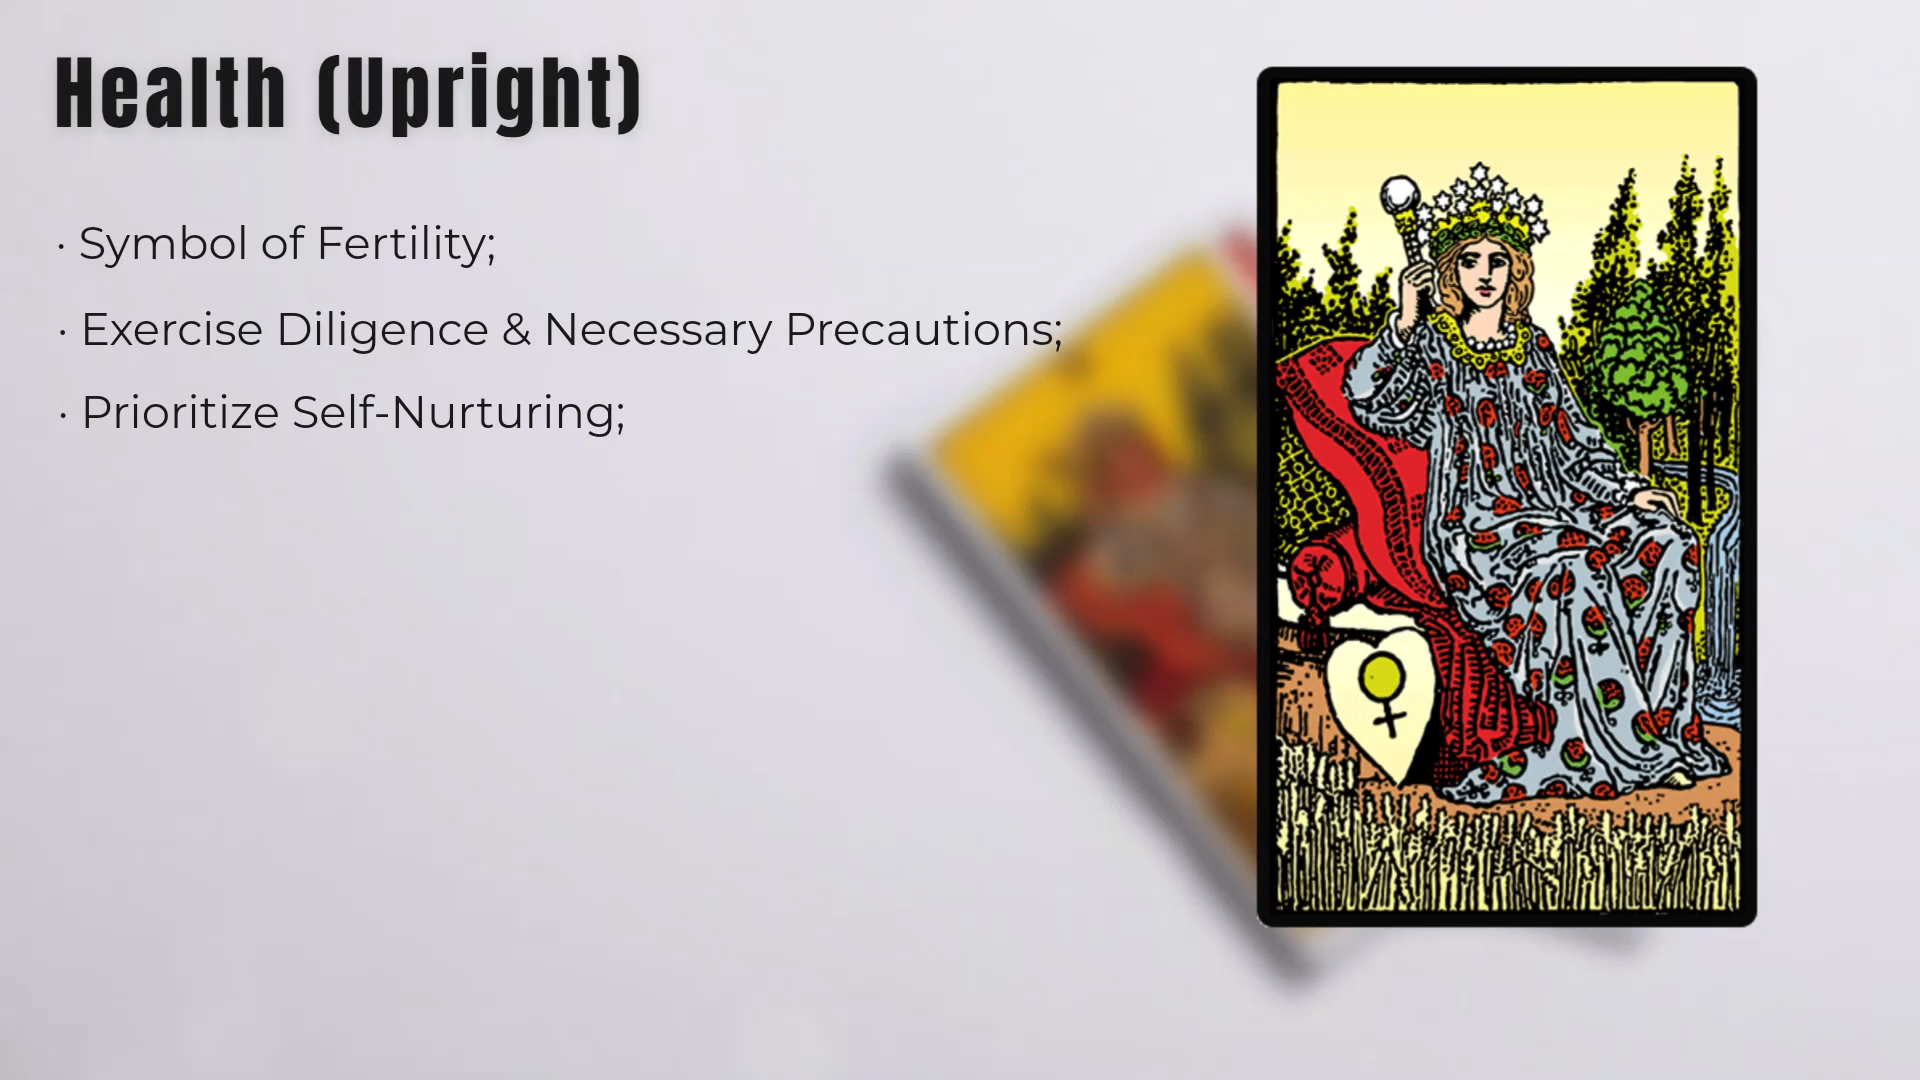 Health (Upright)
· Symbol of Fertility;
· Exercise Diligence & Necessary Precautions;
· Prioritize Self-Nurturing;